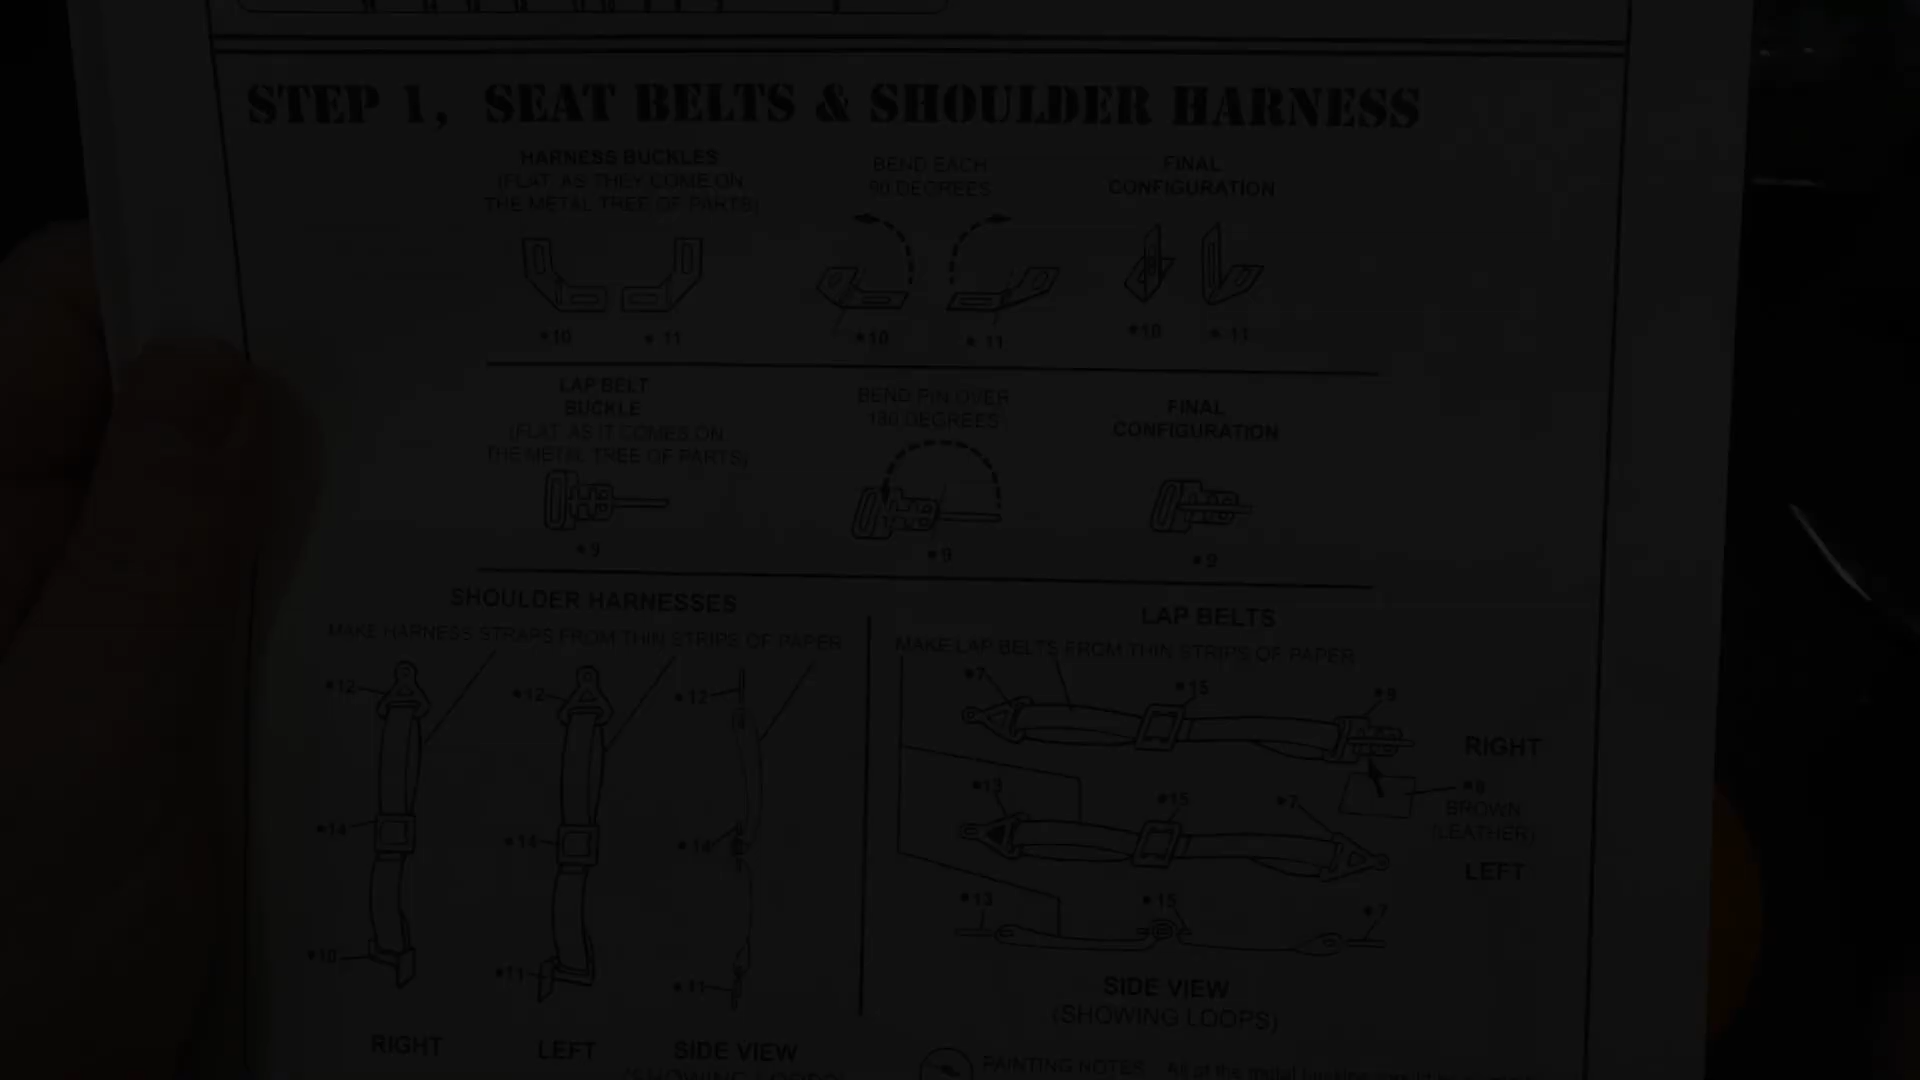 STEP 1, SEAT BELTS & SHOULDER HARNESS
HARNESS BUCKLES
(FLAT, AS THEY COME ON
THE METAL TREE OF PARTS)
BEND EACH
90 DEGREES
FINAL
CONFIGURATION
*10
*11
*10
*11
*10
*11
LAP BELT
BUCKLE
(FLAT, AS IT COMES ON
THE METAL TREE OF PARTS)
BEND PIN OVER
180 DEGREES
FINAL
CONFIGURATION
*9
*9
*9
SHOULDER HARNESSES
MAKE HARNESS STRAPS FROM THIN STRIPS OF PAPER
*12
*12
*12
*14
*14
*14
*10
*11
*11
RIGHT
LEFT
SIDE VIEW
(SHOWING LOOPS)
LAP BELTS
MAKE LAP BELTS FROM THIN STRIPS OF PAPER
*7
*15
*9
RIGHT
*8
BROWN
(LEATHER)
*13
*15
*7
LEFT
*13
*15
*7
SIDE VIEW
(SHOWING LOOPS)
PAINTING NOTES